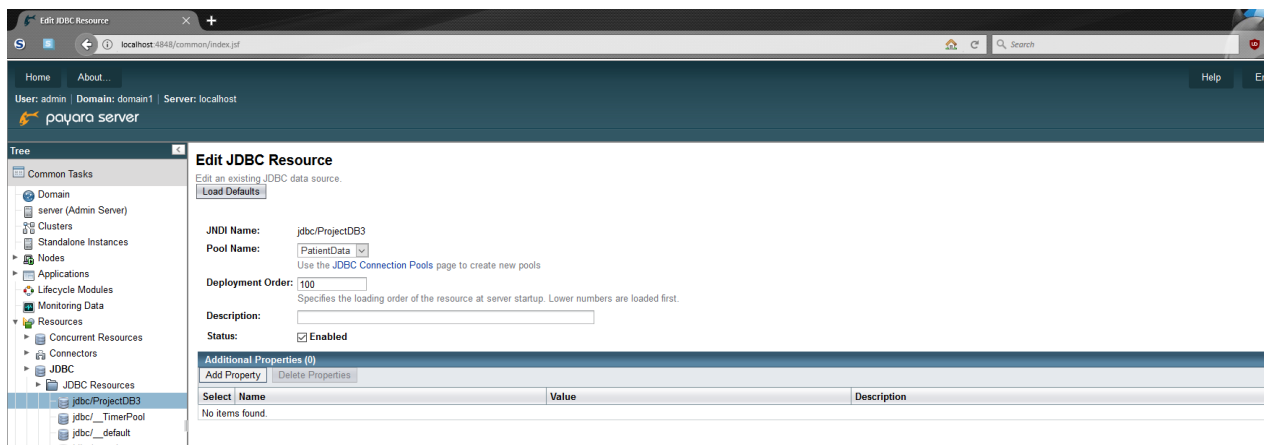 Edit JDBC Resource
localhost:4848/common/index.jsf
Search
Home About...
Help
User: admin | Domain: domain1 | Server: localhost
payara server
Tree
Common Tasks
Domain
server (Admin Server)
Clusters
Standalone Instances
Nodes
Applications
Lifecycle Modules
Monitoring Data
Resources
Concurrent Resources
Connectors
JDBC
JDBC Resources
jdbc/ProjectDB3
jdbc/__TimerPool
jdbc/__default
Edit JDBC Resource
Edit an existing JDBC data source.
Load Defaults
JNDI Name: jdbc/ProjectDB3
Pool Name: PatientData
Use the JDBC Connection Pools page to create new pools
Deployment Order: 100
Specifies the loading order of the resource at server startup. Lower numbers are loaded first.
Description:
Status: Enabled
Additional Properties (0)
Add Property Delete Properties
Select Name Value Description
No items found.